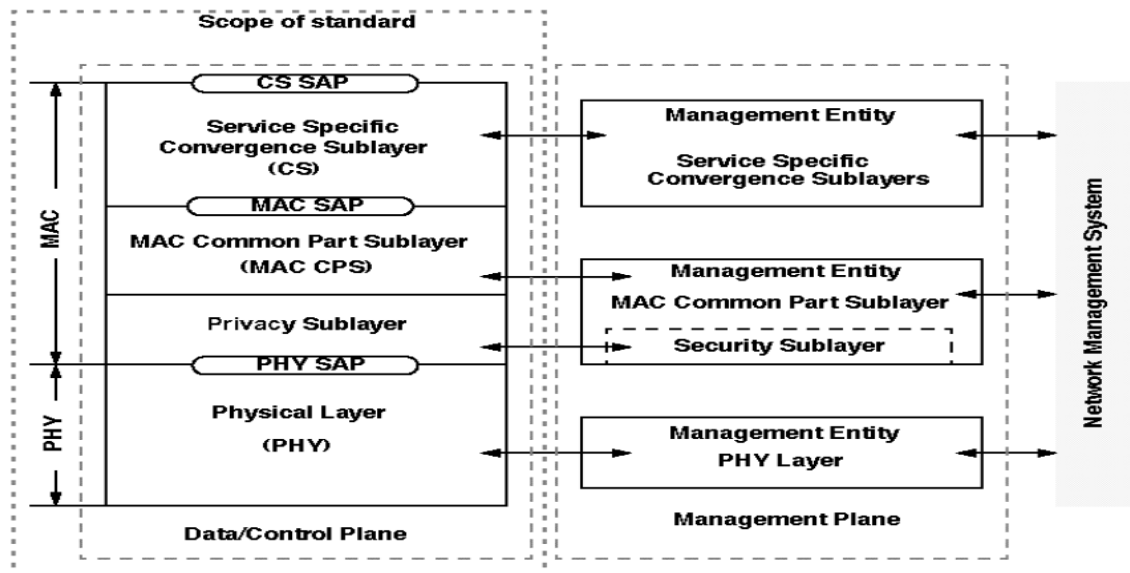 Scope of standard
CS SAP
Service Specific
Convergence Sublayer
(CS)
MAC SAP
MAC Common Part Sublayer
(MAC CPS)
Privacy Sublayer
PHY SAP
Physical Layer
(PHY)
Data/Control Plane
MAC
PHY
Management Entity
Service Specific
Convergence Sublayers
Management Entity
MAC Common Part Sublayer
Security Sublayer
Management Entity
PHY Layer
Management Plane
Network Management System